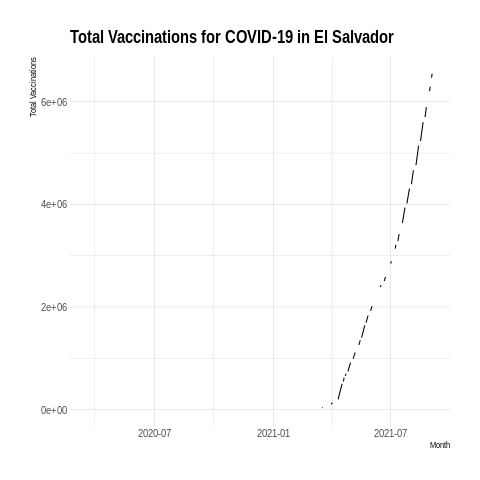 Total Vaccinations for COVID-19 in El Salvador
Total Vaccinations
6e+06
4e+06
2e+06
0e+00
2020-07
2021-01
2021-07
Month